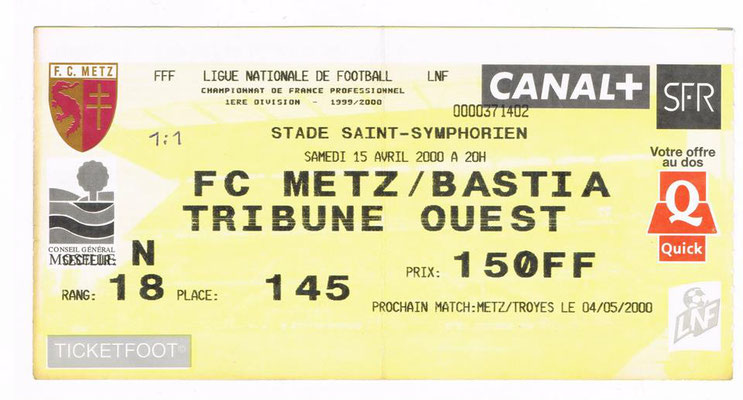 F. C. METZ
FFF LIGUE NATIONALE DE FOOTBALL LNF
CHAMPIONNAT DE FRANCE PROFESSIONNEL
1ERE DIVISION - 1999/2000
CANAL+
SFR
0000371402
1:1
STADE SAINT-SYMPHORIEN
SAMEDI 15 AVRIL 2000 A 20H
Votre offre
au dos
FC METZ/BASTIA
TRIBUNE OUEST
Q
Quick
CONSEIL GÉNÉRAL
MOSELLE
SECTEUR: N
PRIX: 150FF
RANG: 18 PLACE: 145
PROCHAIN MATCH:METZ/TROYES LE 04/05/2000
LNF
TICKETFOOT©